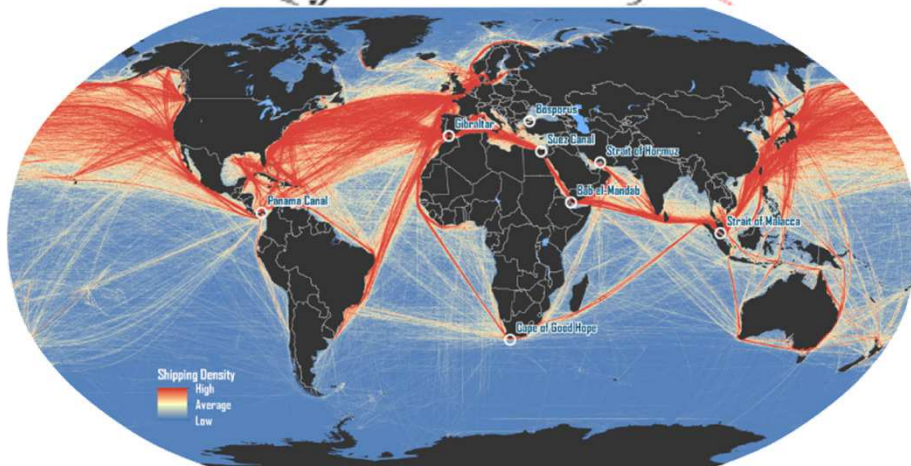 Bosporus
Gibraltar
Suez Canal
Strait of Hormuz
Bab el-Mandab
Panama Canal
Strait of Malacca
Cape of Good Hope
Shipping Density
High
Average
Low